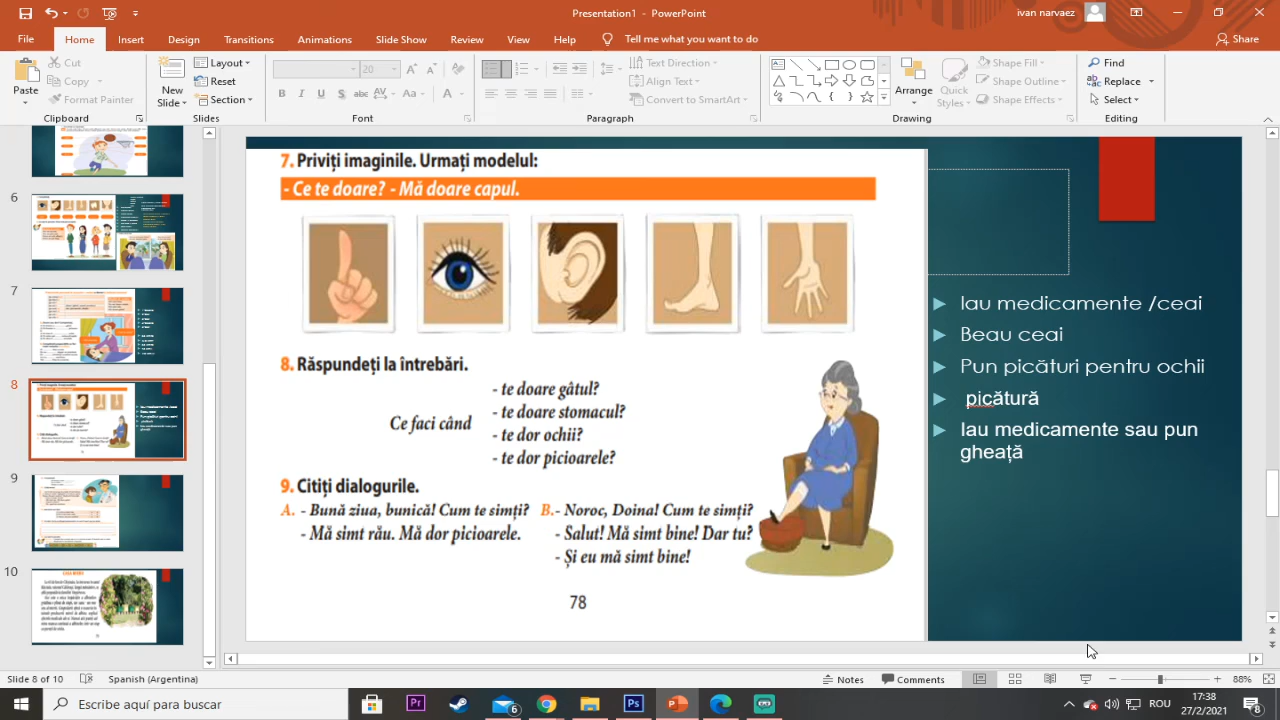 Presentation1 - PowerPoint
ivan narvaez
File Home Insert Design Transitions Animations Slide Show Review View Help Tell me what you want to do Share
Paste
Cut
Copy
Format Painter
Clipboard
New Slide
Layout
Reset
Section
Slides
20
Font
Text Direction
Align Text
Convert to SmartArt
Paragraph
Arrange
Quick Styles
Shape Fill
Shape Outline
Shape Effects
Drawing
Find
Replace
Select
Editing
6
7
8
9
10
7. Priviți imaginile. Urmați modelul:
- Ce te doare? - Mă doare capul.
8. Răspundeți la întrebări.
Ce faci când
- te doare gâtul?
- te doare stomacul?
- te dor ochii?
- te dor picioarele?
9. Citiți dialogurile.
A. - Bună ziua, bunică! Cum te simți?
- Mă simt rău. Mă dor picioarele.
B.- Noroc, Doina! Cum te simți?
- Salut! Mă simt bine! Dar tu?
- Și eu mă simt bine!
78
Iau medicamente /ceai
Beau ceai
Pun picături pentru ochii
picătură
Iau medicamente sau pun
gheață
Slide 8 of 10 Spanish (Argentina) Notes Comments 88%
Escribe aquí para buscar
Pr
6
Ps
ROU
17:38
27/2/2021
8